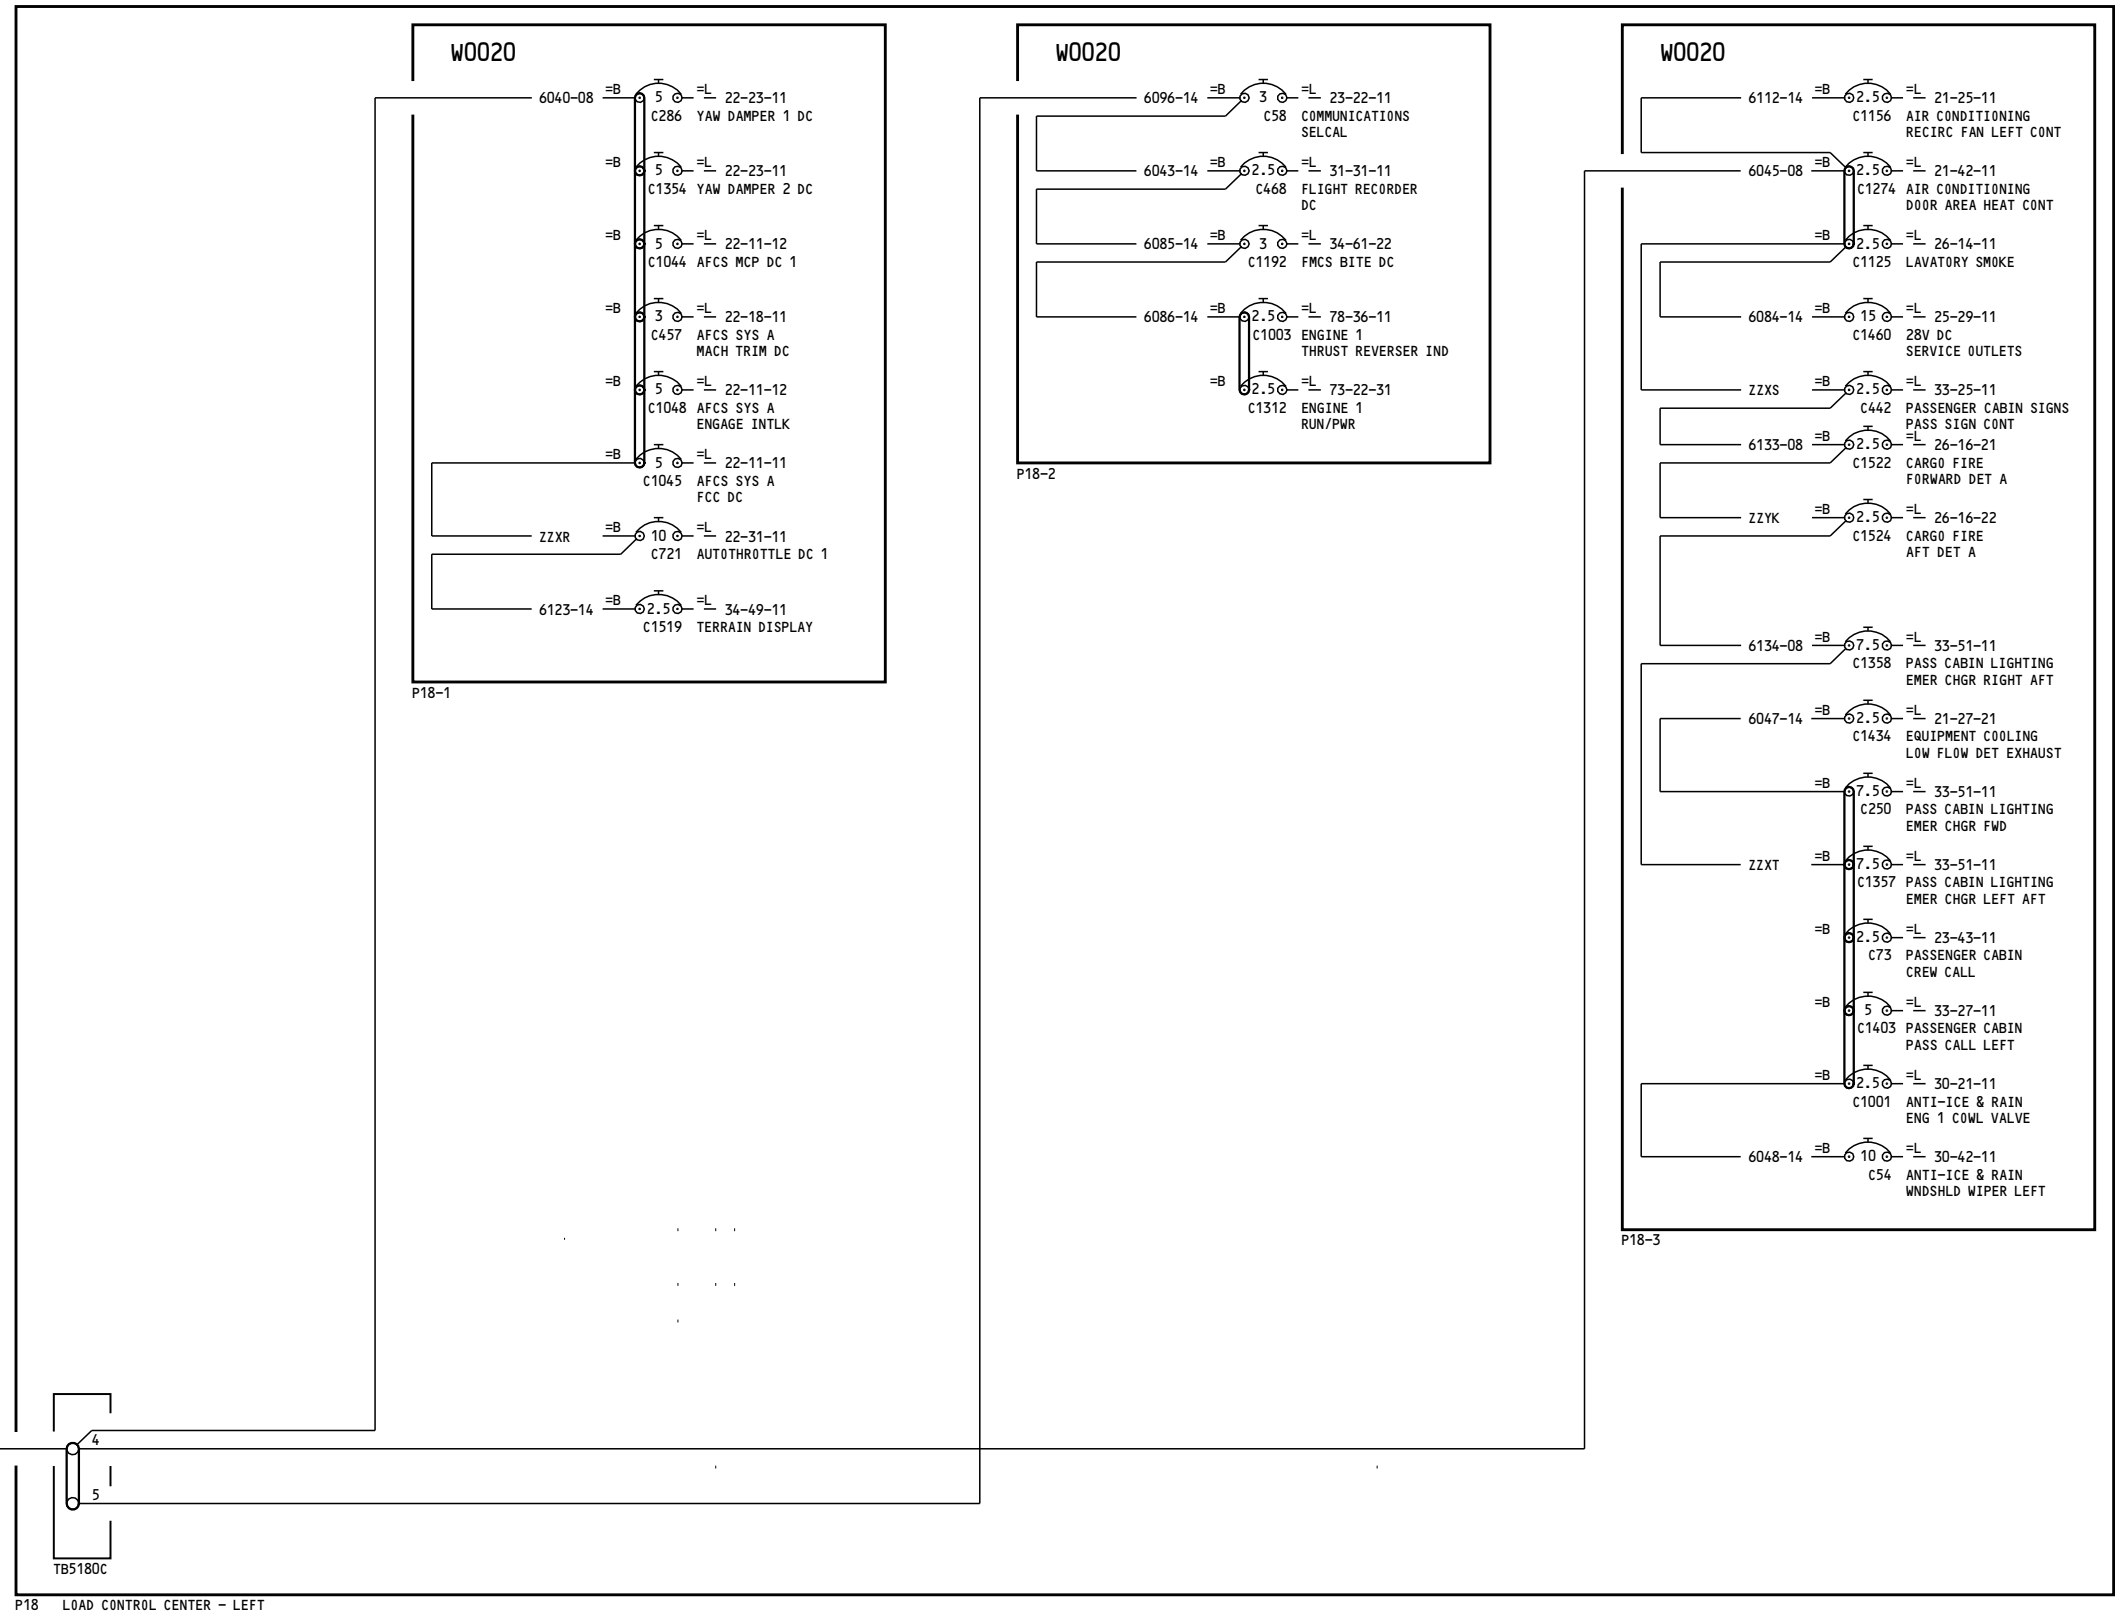 W0020
6040-08 =B 5 =L 22-23-11
C286 YAW DAMPER 1 DC
=B 5 =L 22-23-11
C1354 YAW DAMPER 2 DC
=B 5 =L 22-11-12
C1044 AFCS MCP DC 1
=B 3 =L 22-18-11
C457 AFCS SYS A
MACH TRIM DC
=B 5 =L 22-11-12
C1048 AFCS SYS A
ENGAGE INTLK
=B 5 =L 22-11-11
C1045 AFCS SYS A
FCC DC
ZZXR =B 10 =L 22-31-11
C721 AUTOTHROTTLE DC 1
6123-14 =B 2.5 =L 34-49-11
C1519 TERRAIN DISPLAY
P18-1
W0020
6096-14 =B 3 =L 23-22-11
C58 COMMUNICATIONS
SELCAL
6043-14 =B 2.5 =L 31-31-11
C468 FLIGHT RECORDER
DC
6085-14 =B 3 =L 34-61-22
C1192 FMCS BITE DC
6086-14 =B 2.5 =L 78-36-11
C1003 ENGINE 1
THRUST REVERSER IND
=B 2.5 =L 73-22-31
C1312 ENGINE 1
RUN/PWR
P18-2
W0020
6112-14 =B 2.5 =L 21-25-11
C1156 AIR CONDITIONING
RECIRC FAN LEFT CONT
6045-08 =B 2.5 =L 21-42-11
C1274 AIR CONDITIONING
DOOR AREA HEAT CONT
=B 2.5 =L 26-14-11
C1125 LAVATORY SMOKE
6084-14 =B 15 =L 25-29-11
C1460 28V DC
SERVICE OUTLETS
ZZXS =B 2.5 =L 33-25-11
C442 PASSENGER CABIN SIGNS
PASS SIGN CONT
6133-08 =B 2.5 =L 26-16-21
C1522 CARGO FIRE
FORWARD DET A
ZZYK =B 2.5 =L 26-16-22
C1524 CARGO FIRE
AFT DET A
6134-08 =B 7.5 =L 33-51-11
C1358 PASS CABIN LIGHTING
EMER CHGR RIGHT AFT
6047-14 =B 2.5 =L 21-27-21
C1434 EQUIPMENT COOLING
LOW FLOW DET EXHAUST
=B 7.5 =L 33-51-11
C250 PASS CABIN LIGHTING
EMER CHGR FWD
ZZXT =B 7.5 =L 33-51-11
C1357 PASS CABIN LIGHTING
EMER CHGR LEFT AFT
=B 2.5 =L 23-43-11
C73 PASSENGER CABIN
CREW CALL
=B 5 =L 33-27-11
C1403 PASSENGER CABIN
PASS CALL LEFT
=B 2.5 =L 30-21-11
C1001 ANTI-ICE & RAIN
ENG 1 COWL VALVE
6048-14 =B 10 =L 30-42-11
C54 ANTI-ICE & RAIN
WNDSHLD WIPER LEFT
P18-3
4
5
TB5180C
P18 LOAD CONTROL CENTER - LEFT